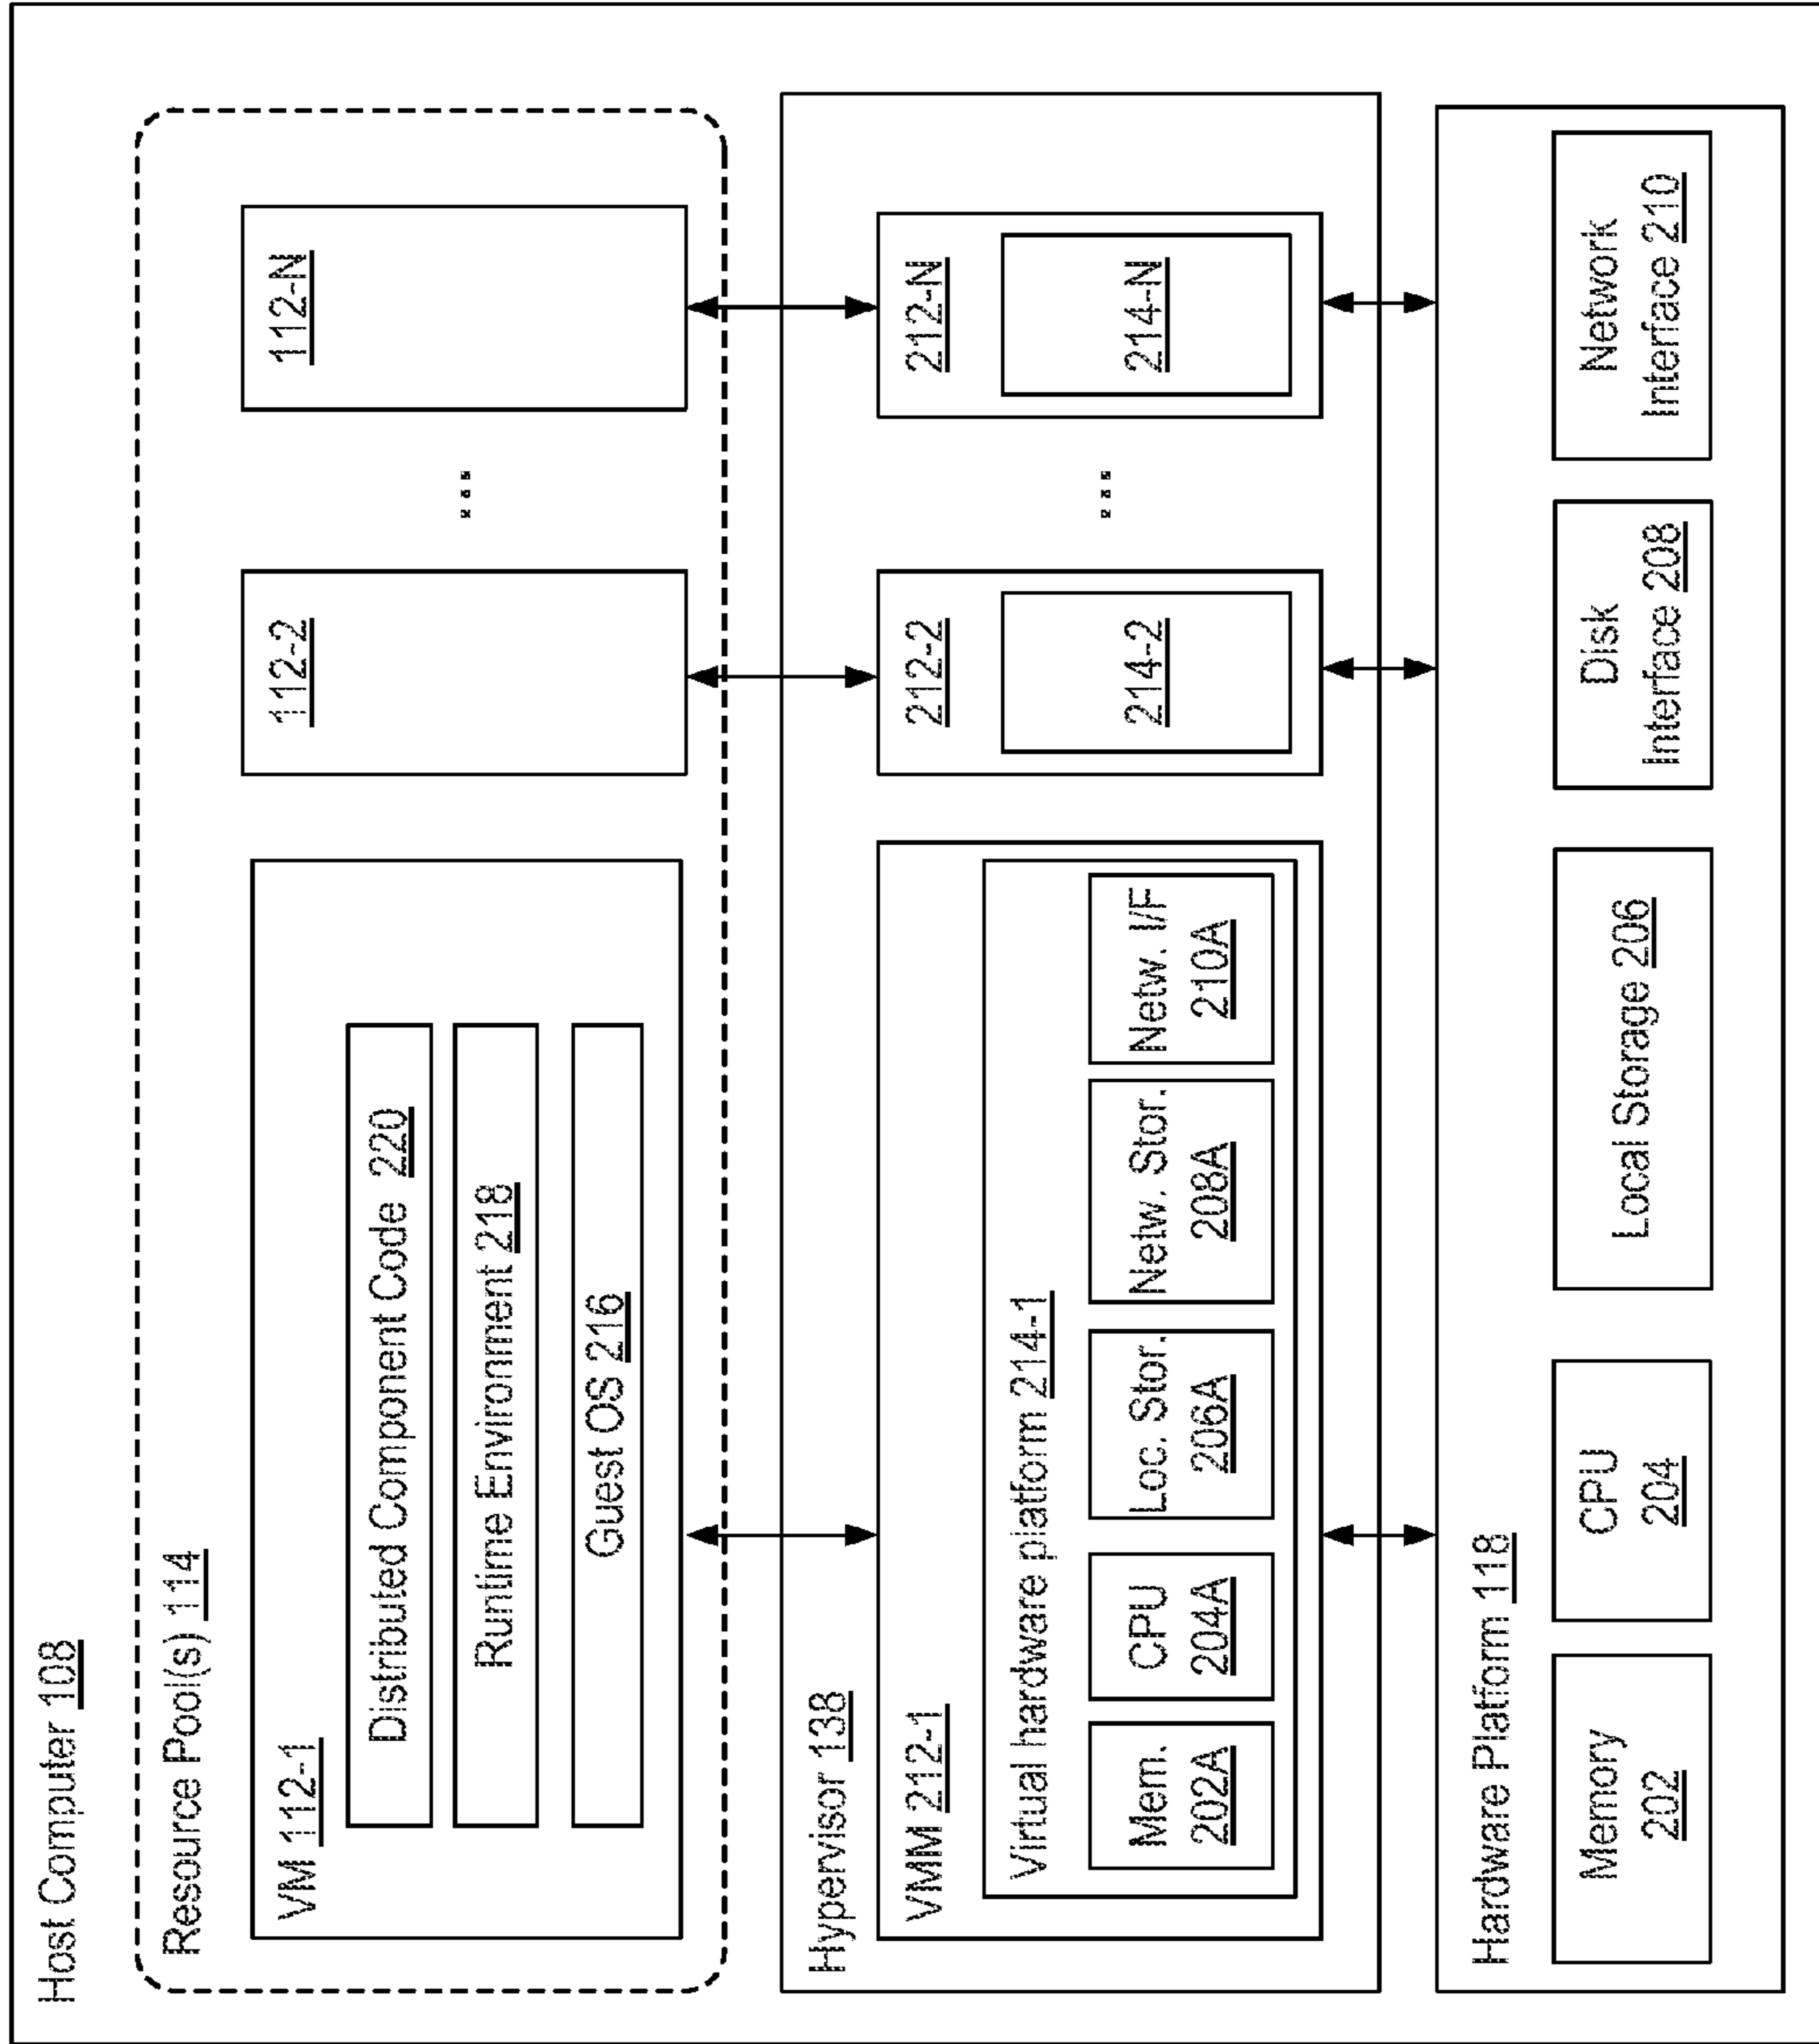 Host Computer 108
Resource Pool(s) 114
VM 112-1
Distributed Component Code 220
Runtime Environment 218
Guest OS 216
112-2
...
112-N
Hypervisor 138
VMM 212-1
Virtual hardware platform 214-1
Mem.
202A
CPU
204A
Loc. Stor.
206A
Netw. Stor.
208A
Netw. I/F
210A
212-2
214-2
...
212-N
214-N
Hardware Platform 118
Memory
202
CPU
204
Local Storage 206
Disk
Interface 208
Network
Interface 210